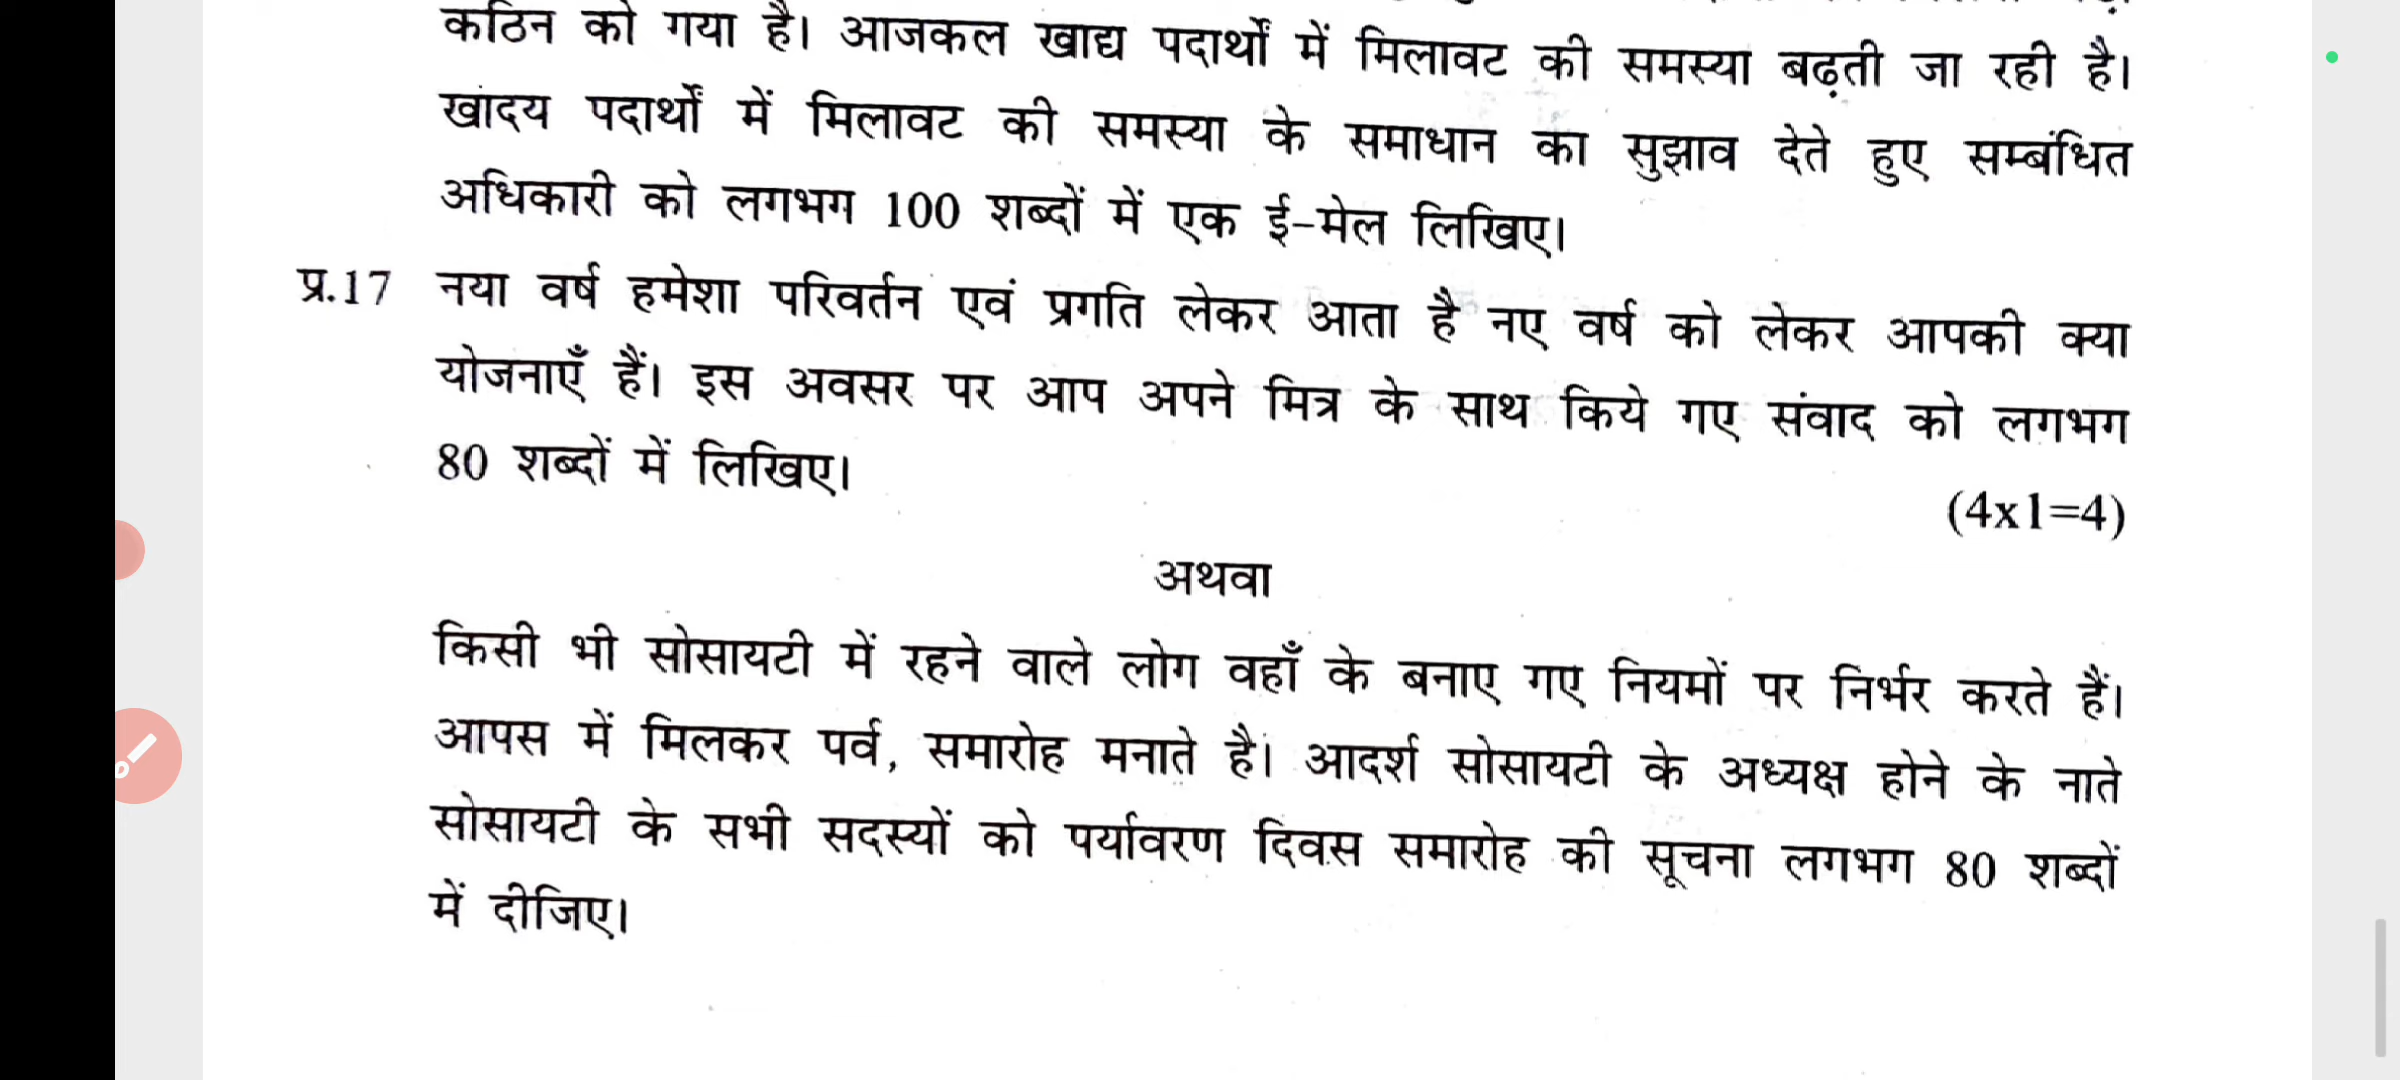 कठिन को गया है। आजकल खाद्य पदार्थों में मिलावट की समस्या बढ़ती जा रही है।
खादय पदार्थों में मिलावट की समस्या के समाधान का सुझाव देते हुए सम्बंधित
अधिकारी को लगभग 100 शब्दों में एक ई-मेल लिखिए।
प्र.17 नया वर्ष हमेशा परिवर्तन एवं प्रगति लेकर आता है नए वर्ष को लेकर आपकी क्या
योजनाएँ हैं। इस अवसर पर आप अपने मित्र के साथ किये गए संवाद को लगभग
80 शब्दों में लिखिए।
(4x1=4)
अथवा
किसी भी सोसायटी में रहने वाले लोग वहाँ के बनाए गए नियमों पर निर्भर करते हैं।
आपस में मिलकर पर्व, समारोह मनाते है। आदर्श सोसायटी के अध्यक्ष होने के नाते
सोसायटी के सभी सदस्यों को पर्यावरण दिवस समारोह की सूचना लगभग 80 शब्दों
में दीजिए।